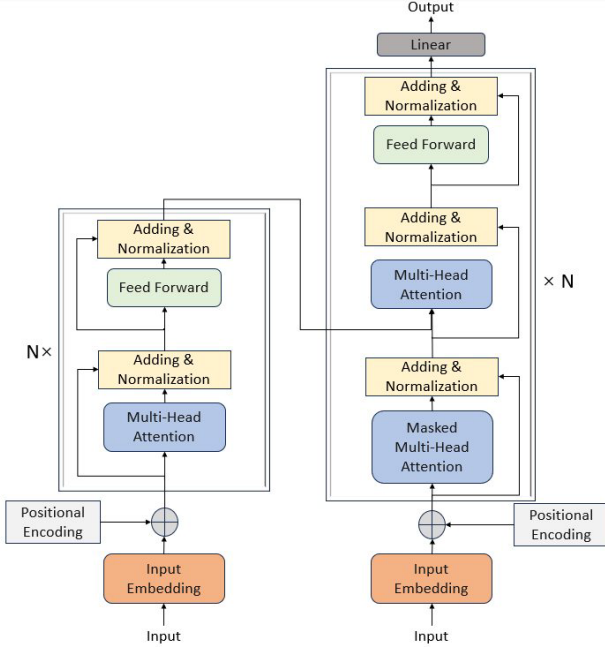 Output
Linear
Adding &
Normalization
Feed Forward
Adding &
Normalization
Multi-Head
Attention
× N
Adding &
Normalization
Masked
Multi-Head
Attention
Positional
Encoding
Input
Embedding
Input
Adding &
Normalization
Feed Forward
N×
Adding &
Normalization
Multi-Head
Attention
Positional
Encoding
Input
Embedding
Input